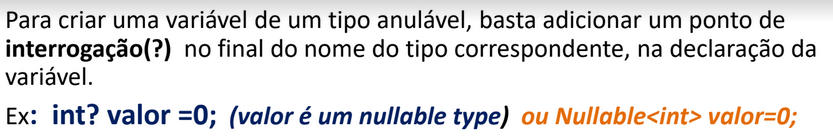 Para criar uma variável de um tipo anulável, basta adicionar um ponto de
interrogação(?) no final do nome do tipo correspondente, na declaração da
variável.
Ex: int? valor =0; (valor é um nullable type) ou Nullable<int> valor=0;